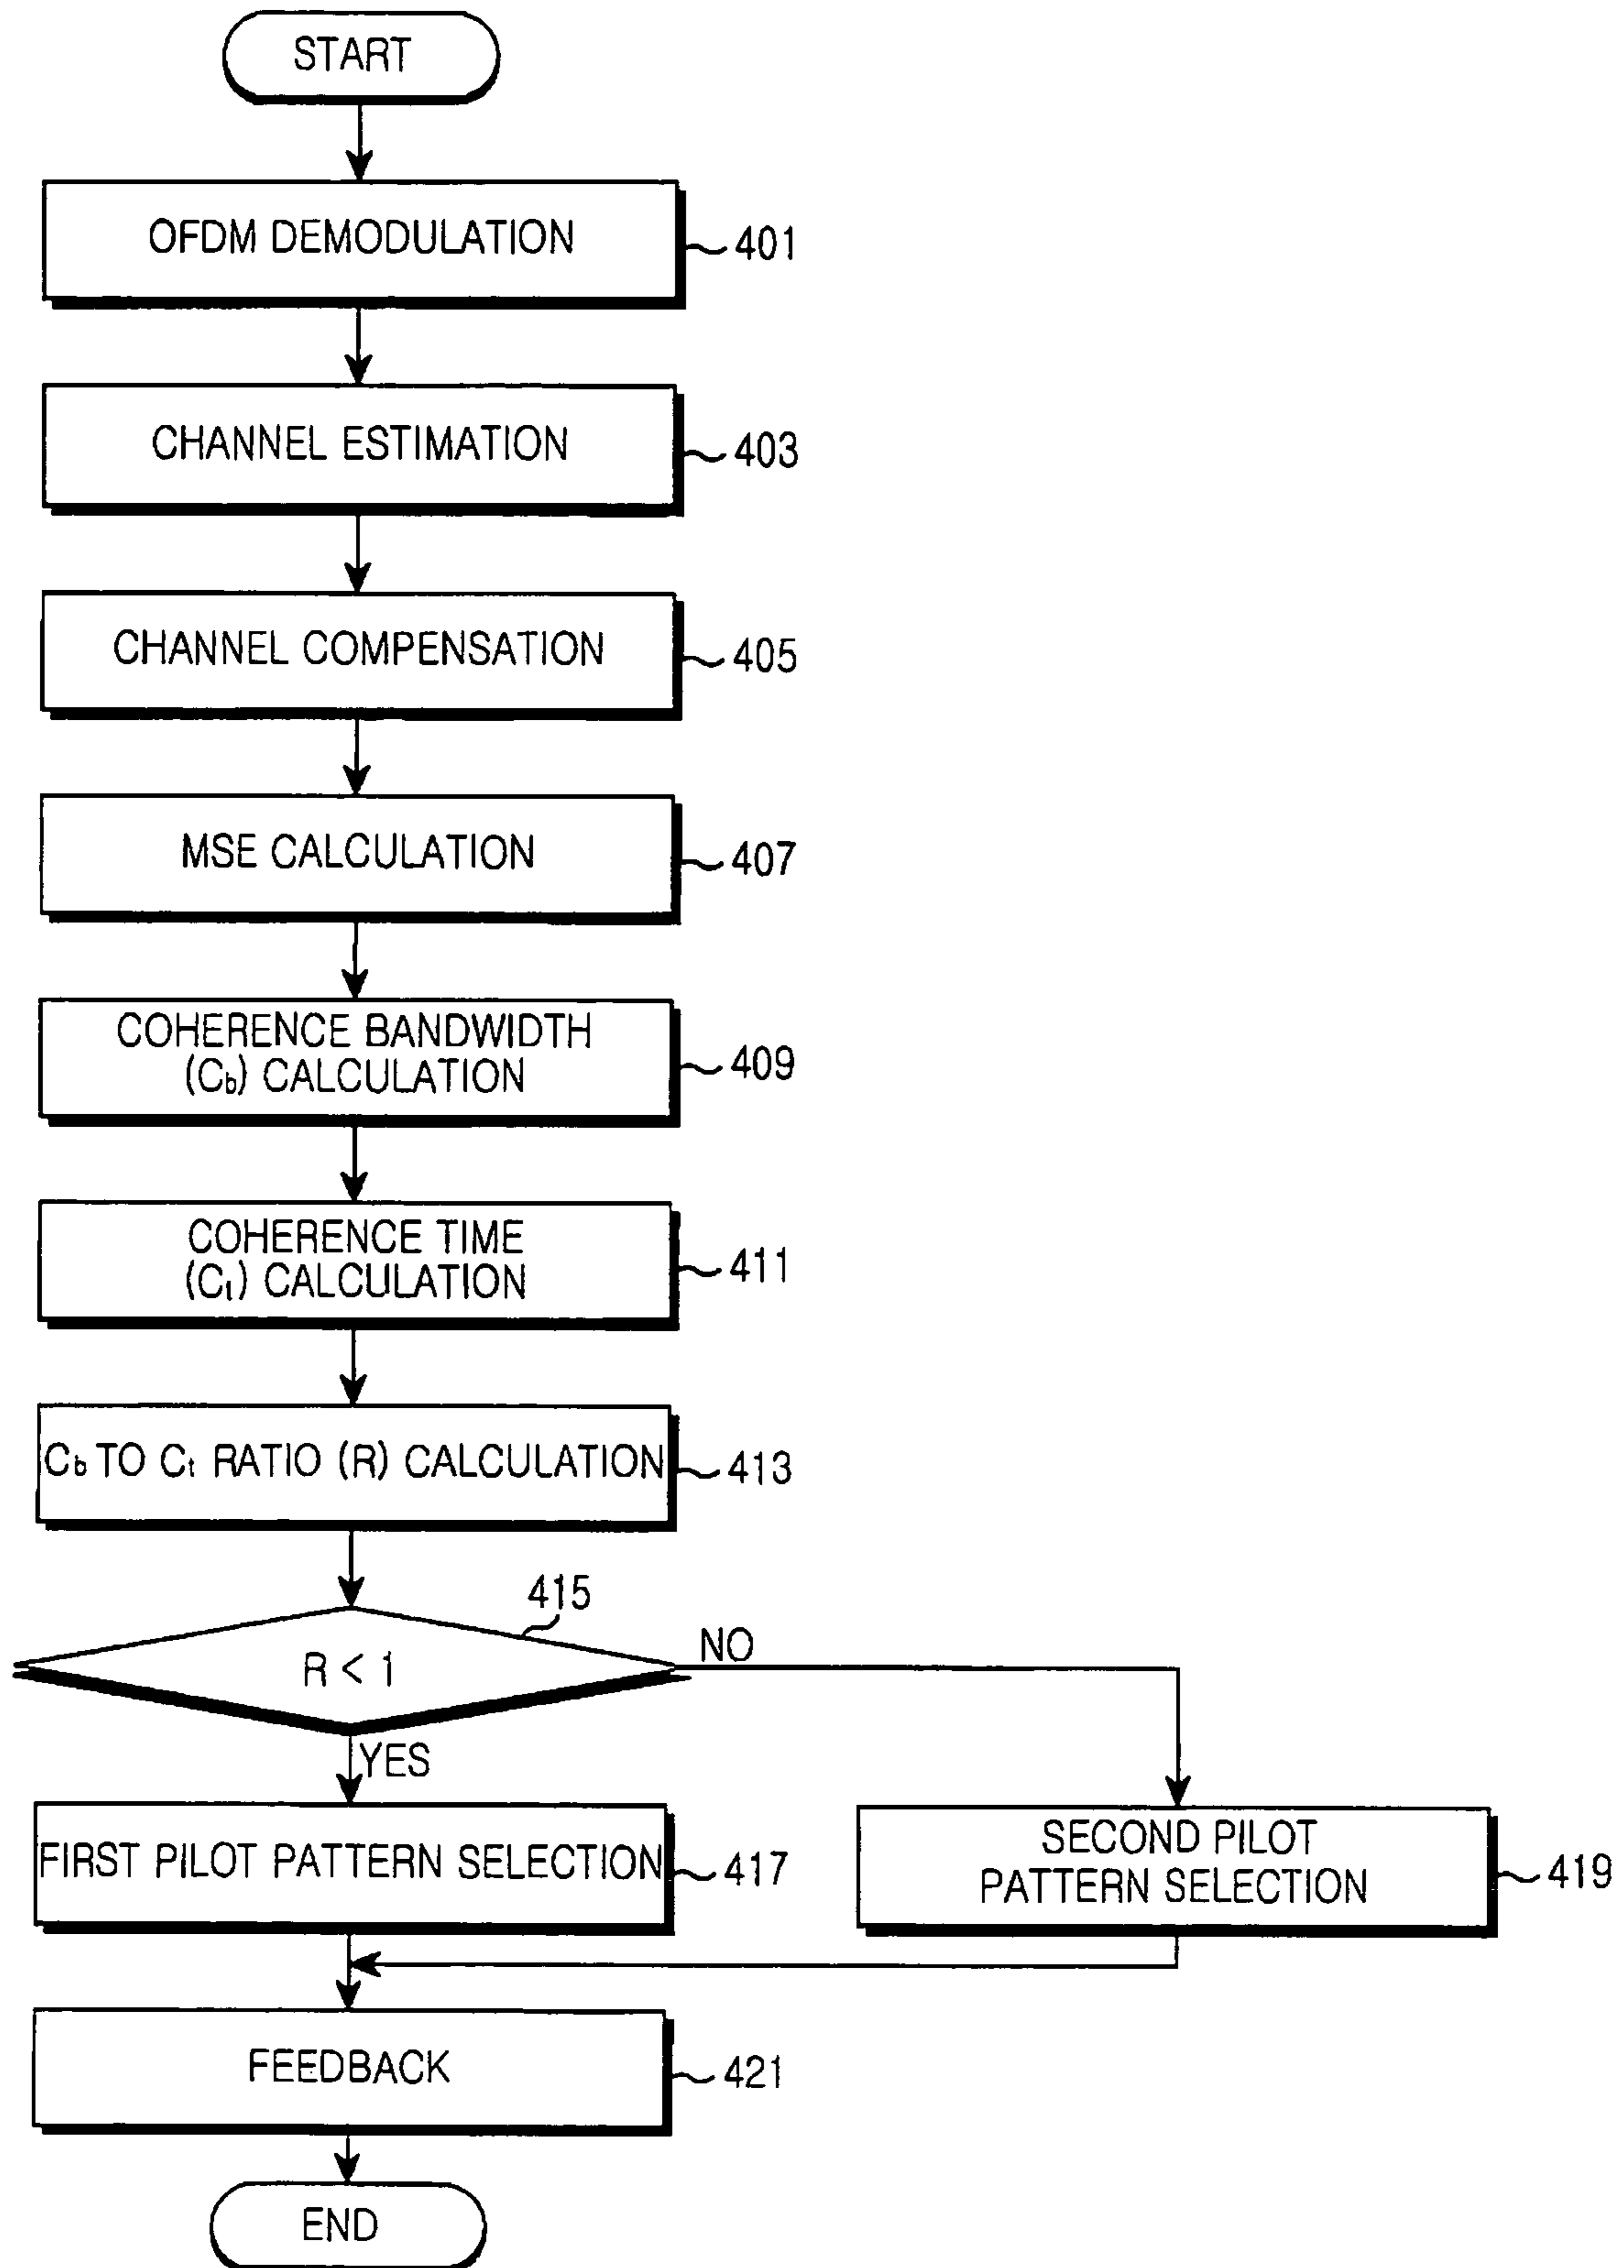 START
OFDM DEMODULATION
401
CHANNEL ESTIMATION
403
CHANNEL COMPENSATION
405
MSE CALCULATION
407
COHERENCE BANDWIDTH
(Cb) CALCULATION
409
COHERENCE TIME
(Ct) CALCULATION
411
Cb TO Ct RATIO (R) CALCULATION
413
415
R < 1
NO
YES
FIRST PILOT PATTERN SELECTION
417
SECOND PILOT
PATTERN SELECTION
419
FEEDBACK
421
END